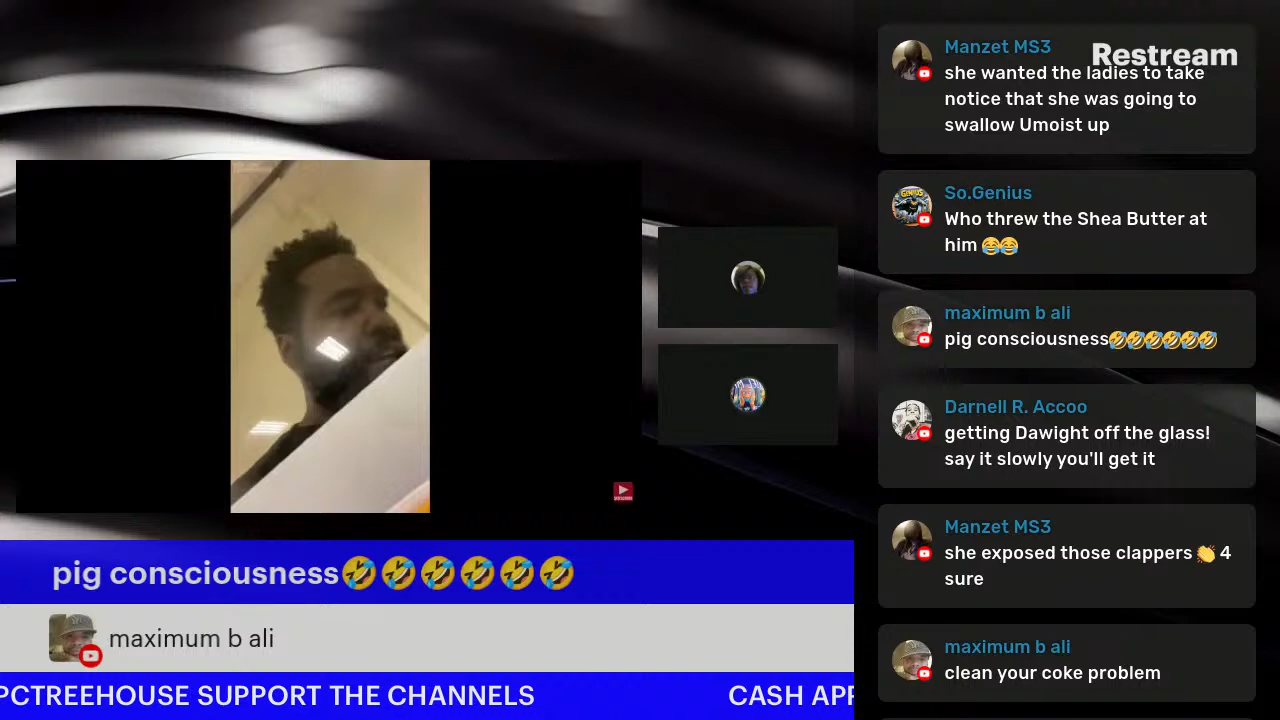 Restream
Manzet MS3
she wanted the ladies to take
notice that she was going to
swallow Umoist up
So.Genius
Who threw the Shea Butter at
him 😂😂
maximum b ali
pig consciousness🤣🤣🤣🤣🤣🤣
Darnell R. Accoo
getting Dawight off the glass!
say it slowly you'll get it
Manzet MS3
she exposed those clappers 👏 4
sure
maximum b ali
clean your coke problem
pig consciousness🤣🤣🤣🤣🤣🤣
maximum b ali
PCTREEHOUSE SUPPORT THE CHANNELS CASH APP